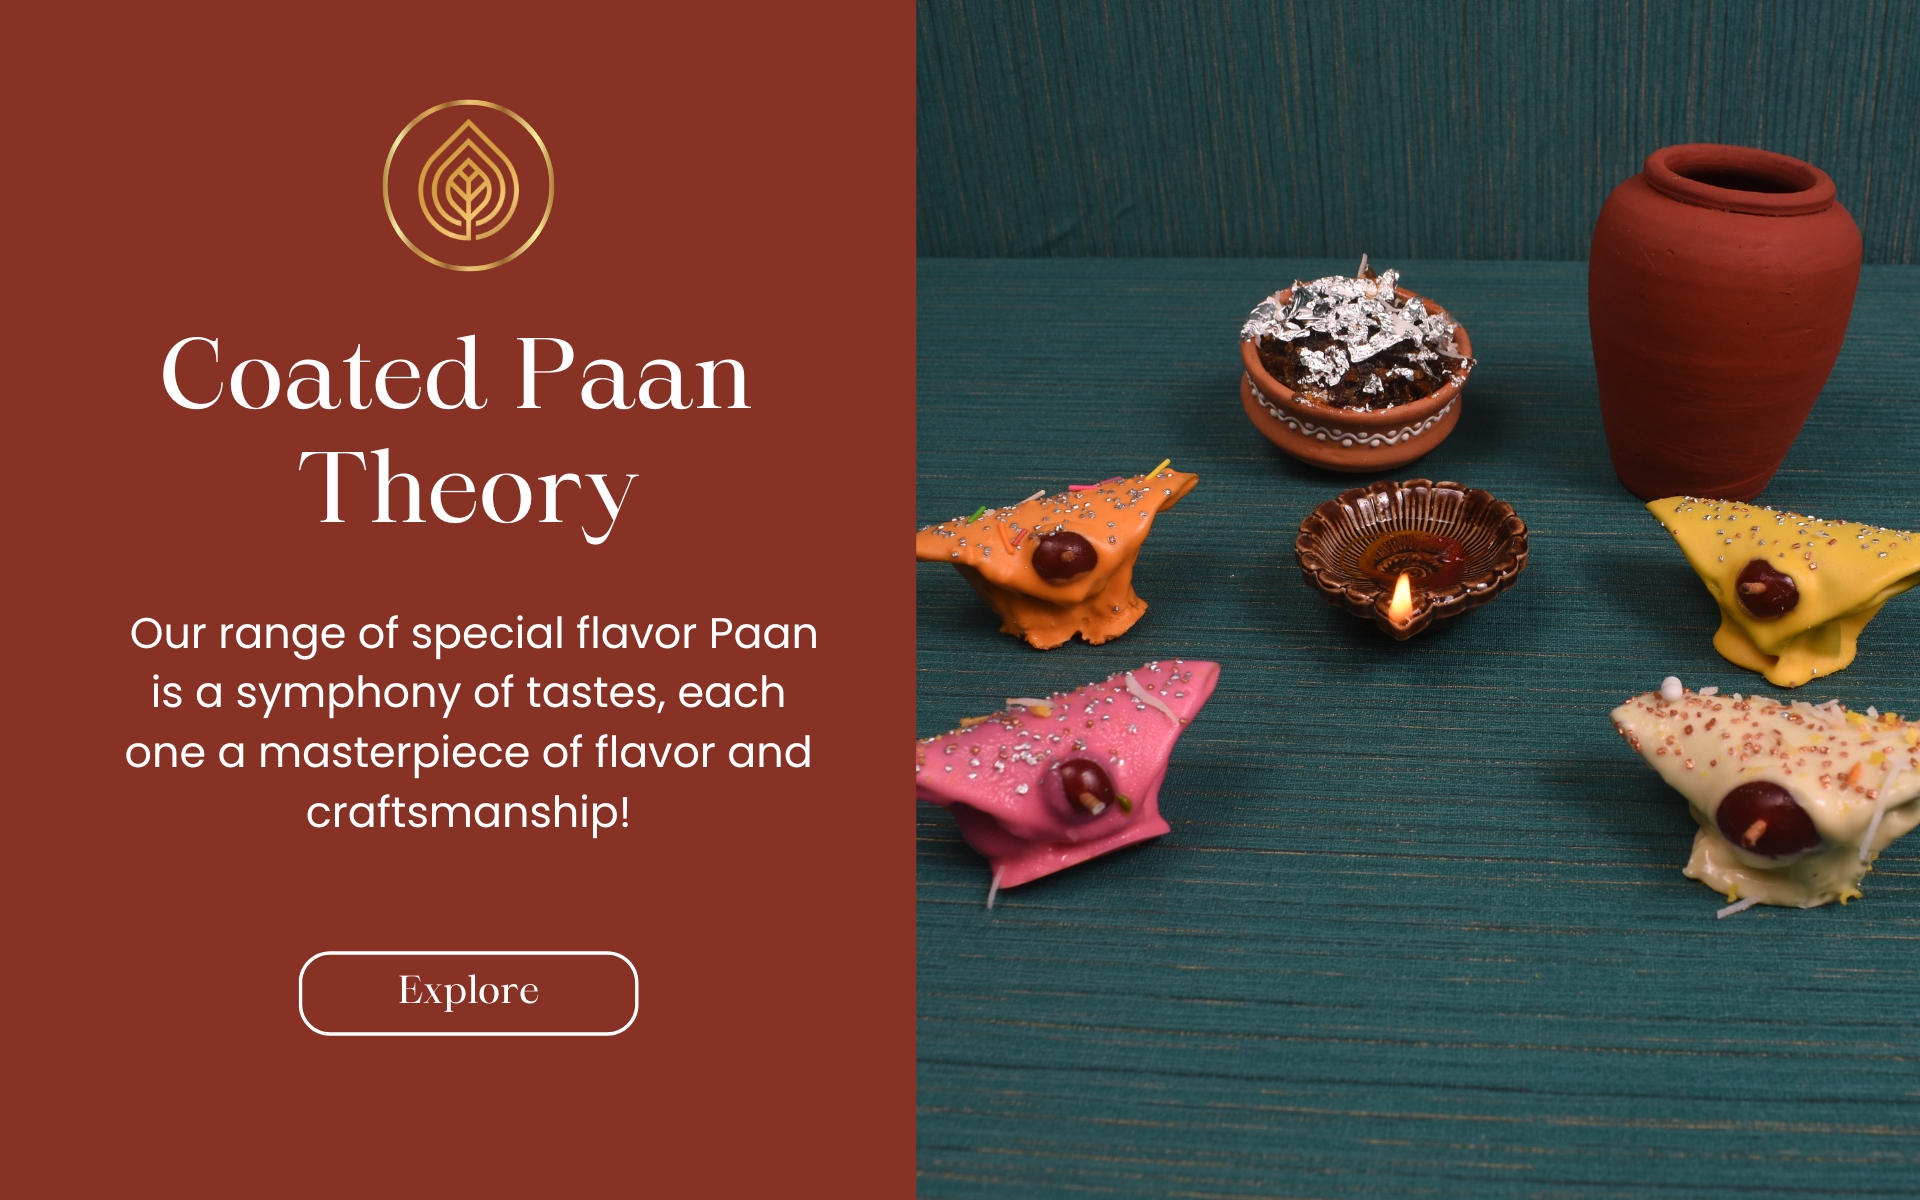 Coated Paan
Theory
Our range of special flavor Paan
is a symphony of tastes, each
one a masterpiece of flavor and
craftsmanship!
Explore